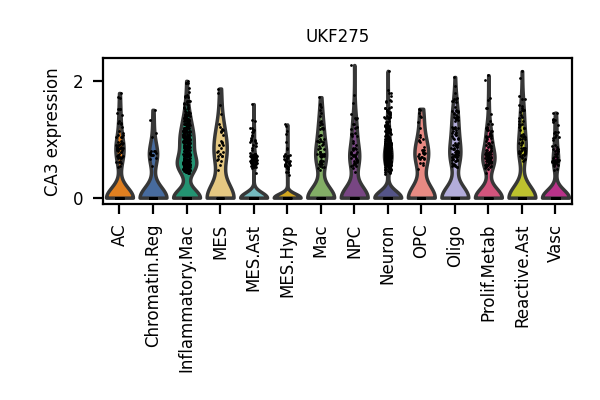 UKF275
CA3 expression
2
0
AC
Chromatin.Reg
Inflammatory.Mac
MES
MES.Ast
MES.Hyp
Mac
NPC
Neuron
OPC
Oligo
Prolif.Metab
Reactive.Ast
Vasc